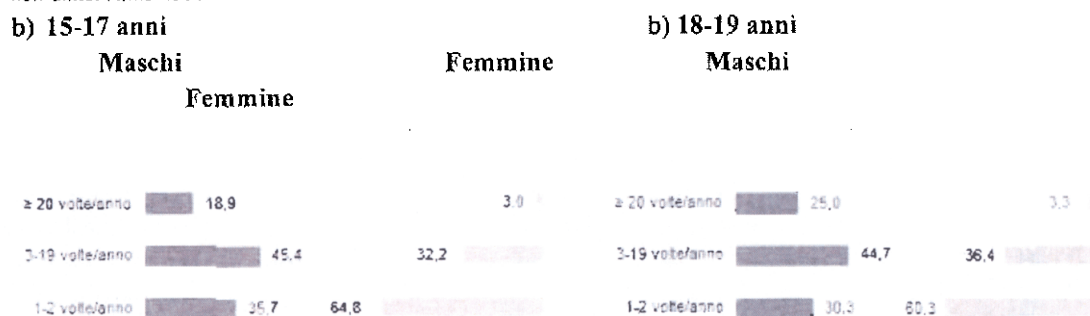 b) 15-17 anni b) 18-19 anni
Maschi Femmine Maschi
Femmine
≥ 20 volte/anno 18,9 3,0 ≥ 20 volte/anno 25,0 3,3
3-19 volte/anno 45,4 32,2 3-19 volte/anno 44,7 36,4
1-2 volte/anno 35,7 64,8 1-2 volte/anno 30,3 60,3